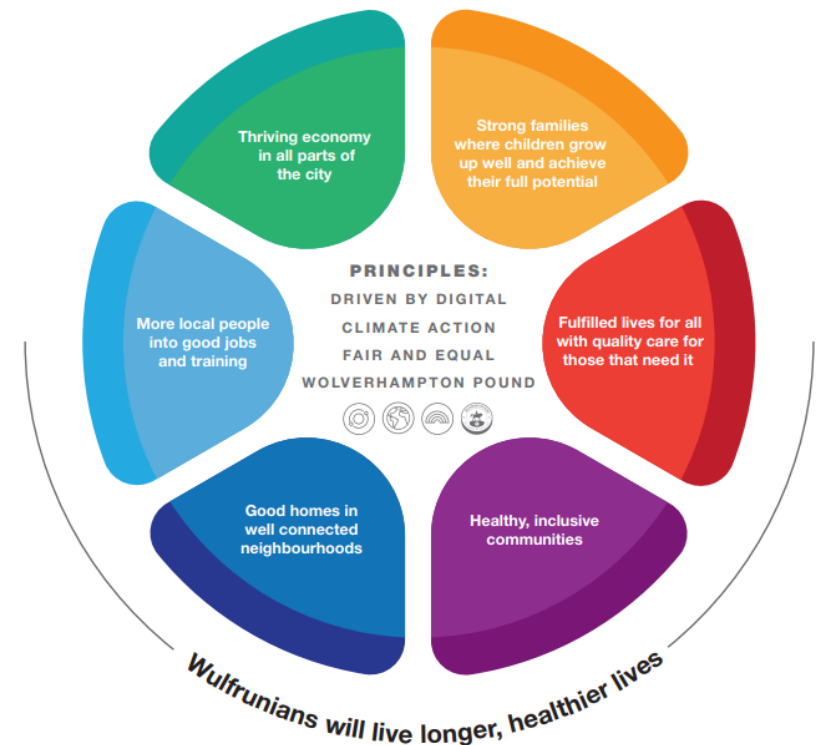 Thriving economy
in all parts of
the city
Strong families
where children grow
up well and achieve
their full potential
More local people
into good jobs
and training
PRINCIPLES:
DRIVEN BY DIGITAL
CLIMATE ACTION
FAIR AND EQUAL
WOLVERHAMPTON POUND
Fulfilled lives for all
with quality care for
those that need it
Good homes in
well connected
neighbourhoods
Healthy, inclusive
communities
Wulfrunians will live longer, healthier lives